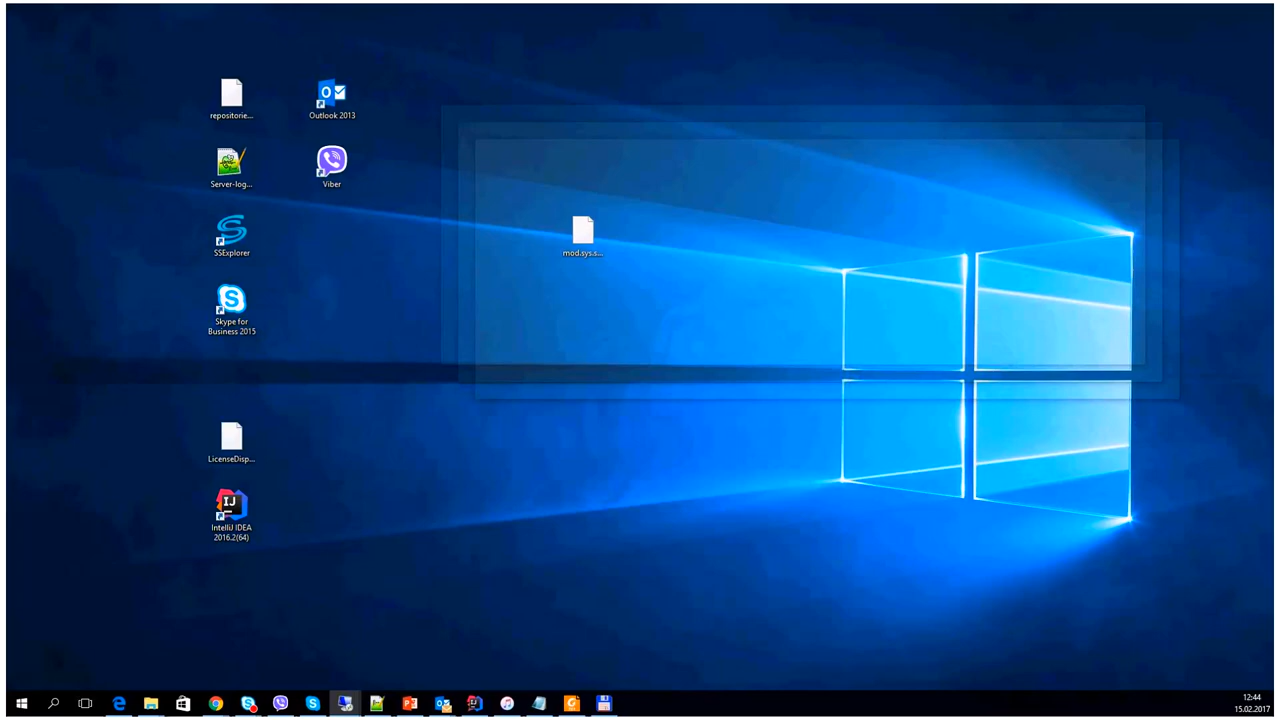 repositorie...
Outlook 2013
Server-log...
Viber
SSExplorer
mod.sys.s...
Skype for
Business 2015
LicenseDisp...
IntelliJ IDEA
2016.2(64)
12:44
15.02.2017